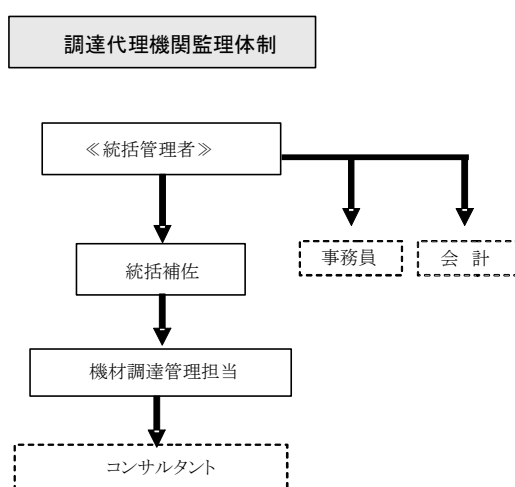 調達代理機関監理体制
≪統括管理者≫
事務員
会 計
統括補佐
機材調達管理担当
コンサルタント